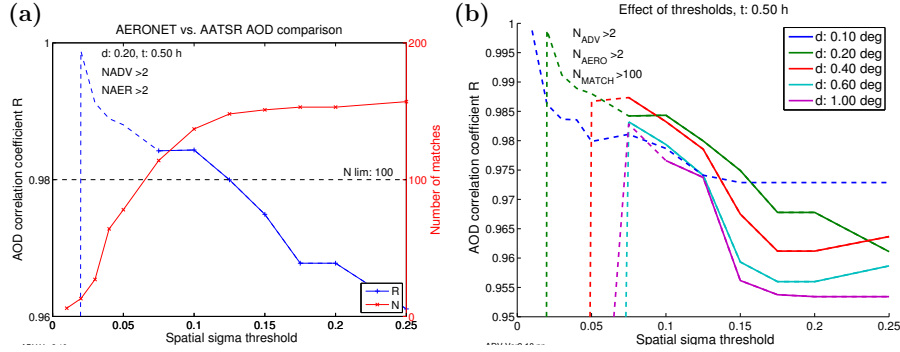 (a)
AERONET vs. AATSR AOD comparison
d: 0.20, t: 0.50 h
NADV >2
NAER >2
N lim: 100
R
N
1
0.99
0.98
0.97
0.96
AOD correlation coefficient R
0
0.05
0.1
0.15
0.2
0.25
Spatial sigma threshold
200
100
0
Number of matches
(b)
Effect of thresholds, t: 0.50 h
N_ADV >2
N_AERO >2
N_MATCH >100
d: 0.10 deg
d: 0.20 deg
d: 0.40 deg
d: 0.60 deg
d: 1.00 deg
1
0.995
0.99
0.985
0.98
0.975
0.97
0.965
0.96
0.955
0.95
AOD correlation coefficient R
0
0.05
0.1
0.15
0.2
0.25
Spatial sigma threshold